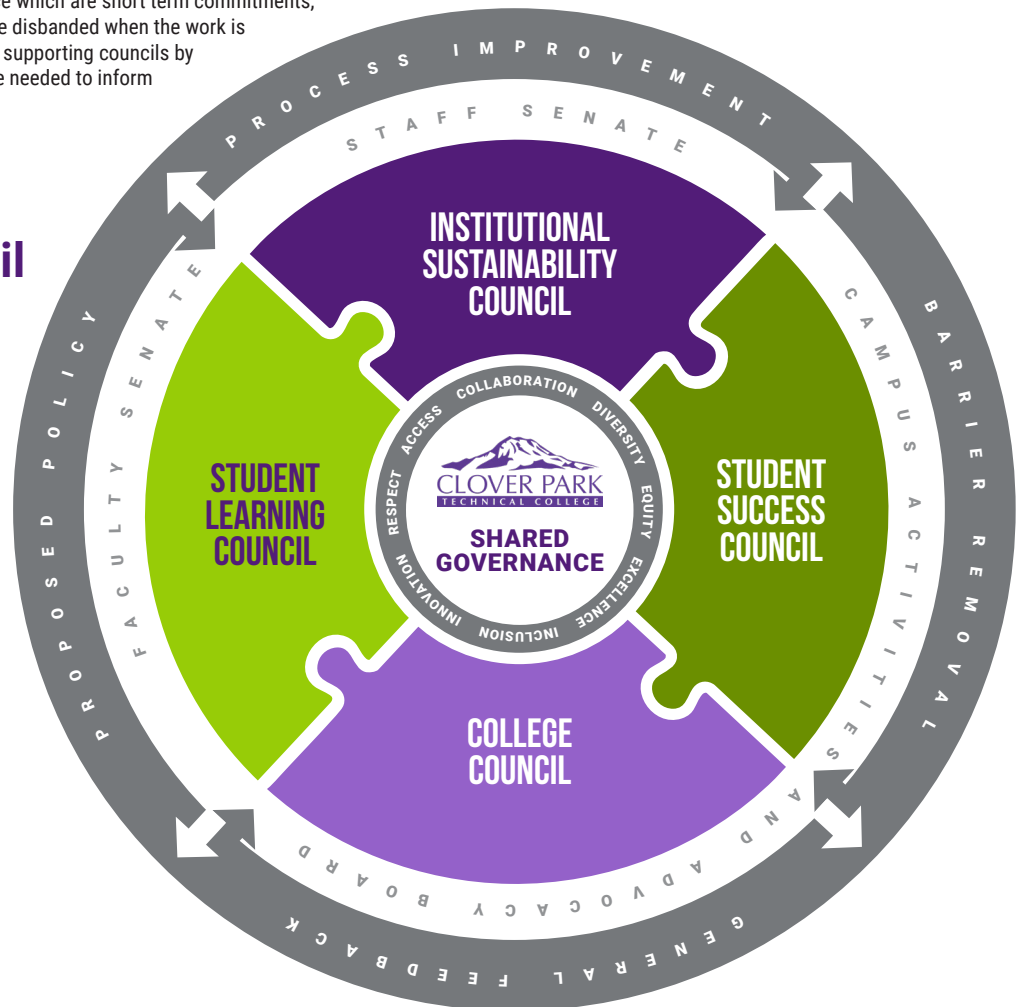 which are short term commitments,
disbanded when the work is
supporting councils by
needed to inform
PROCESS IMPROVEMENT
STAFF SENATE
INSTITUTIONAL
SUSTAINABILITY
COUNCIL
BARRIER REMOVAL
CAMPUS ACTIVITIES AND ADVOCACY BOARD
PROPOSED POLICY
FACULTY SENATE
ACCESS COLLABORATION DIVERSITY EQUITY EXCELLENCE INCLUSION INNOVATION RESPECT
CLOVER PARK
TECHNICAL COLLEGE
SHARED
GOVERNANCE
STUDENT
LEARNING
COUNCIL
STUDENT
SUCCESS
COUNCIL
COLLEGE
COUNCIL
GENERAL FEEDBACK